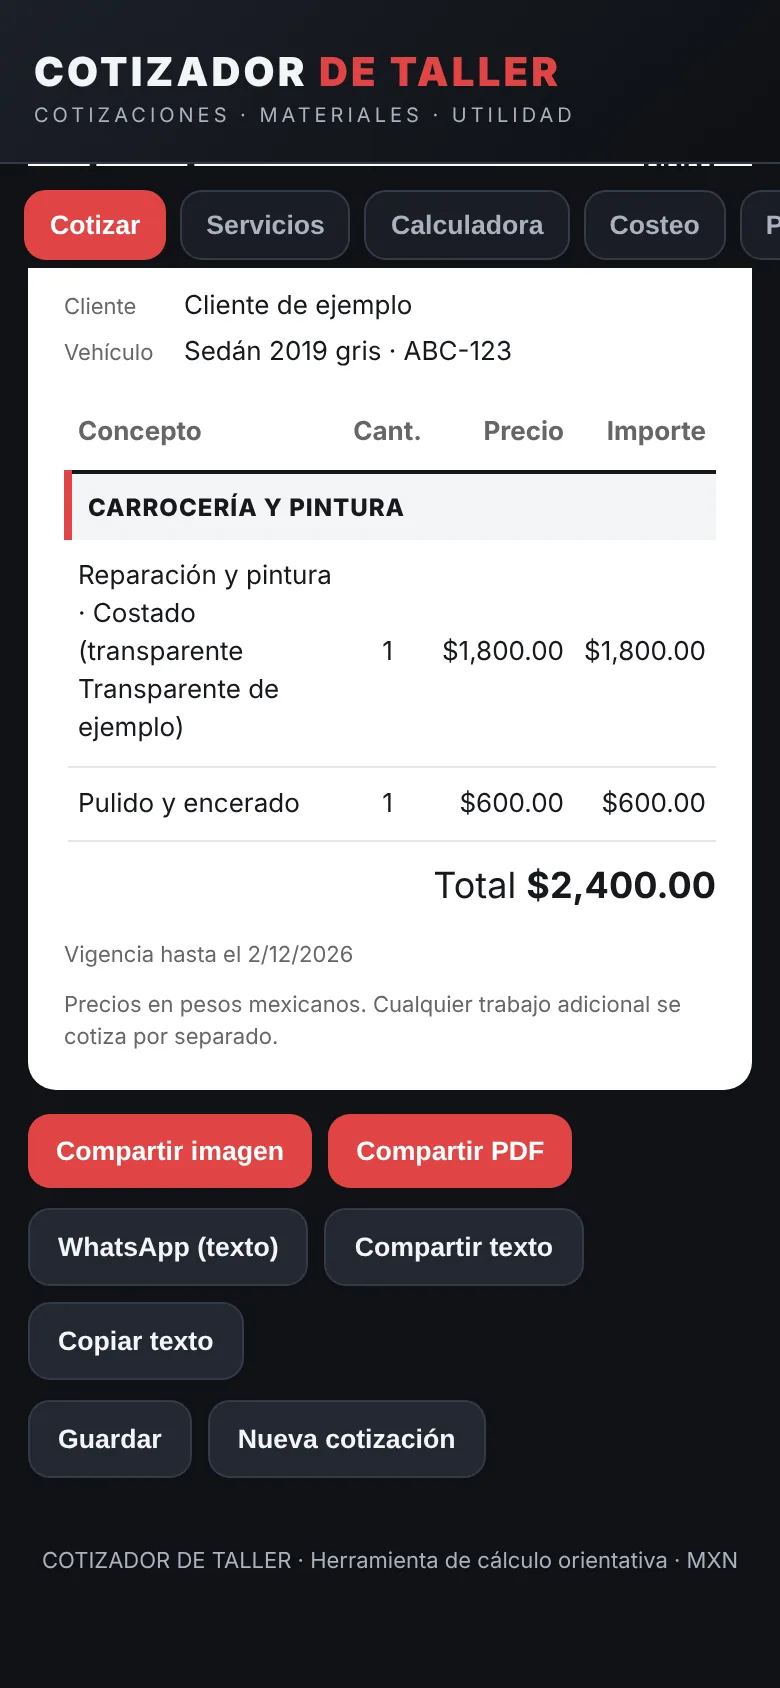 COTIZADOR DE TALLER
COTIZACIONES · MATERIALES · UTILIDAD
Cotizar Servicios Calculadora Costeo P
Cliente Cliente de ejemplo
Vehículo Sedán 2019 gris · ABC-123
Concepto Cant. Precio Importe
CARROCERÍA Y PINTURA
Reparación y pintura
· Costado
(transparente 1 $1,800.00 $1,800.00
Transparente de
ejemplo)
Pulido y encerado 1 $600.00 $600.00
Total $2,400.00
Vigencia hasta el 2/12/2026
Precios en pesos mexicanos. Cualquier trabajo adicional se
cotiza por separado.
Compartir imagen Compartir PDF
WhatsApp (texto) Compartir texto
Copiar texto
Guardar Nueva cotización
COTIZADOR DE TALLER · Herramienta de cálculo orientativa · MXN